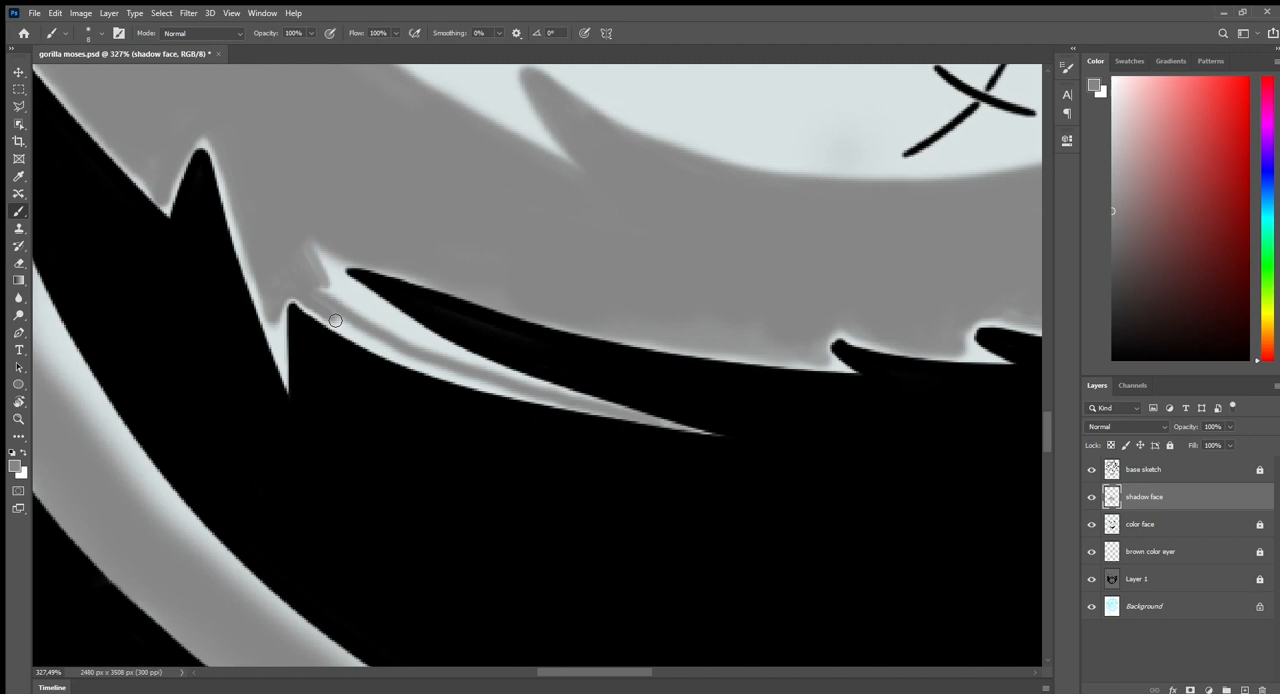 Ps File Edit Image Layer Type Select Filter 3D View Window Help
8 Mode: Normal Opacity: 100% Flow: 100% Smoothing: 0% 0°
gorilla moses.psd @ 327% (shadow face, RGB/8) * ×
Color Swatches Gradients Patterns
Layers Channels
Kind
Normal Opacity: 100%
Lock: Fill: 100%
base sketch
shadow face
color face
brown color eyer
Layer 1
Background
327,49% 2480 px x 3508 px (300 ppi)
Timeline